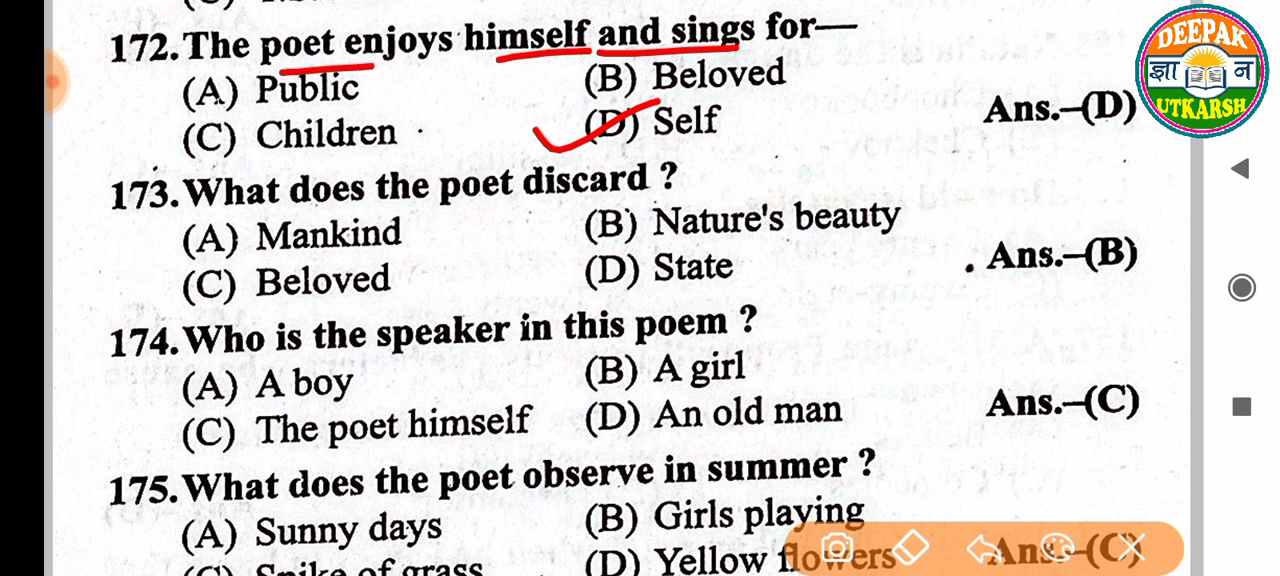 172. The poet enjoys himself and sings for—
(A) Public (B) Beloved
(C) Children (D) Self Ans.–(D)
173. What does the poet discard ?
(A) Mankind (B) Nature's beauty
(C) Beloved (D) State Ans.–(B)
174. Who is the speaker in this poem ?
(A) A boy (B) A girl
(C) The poet himself (D) An old man Ans.–(C)
175. What does the poet observe in summer ?
(A) Sunny days (B) Girls playing
(C) Spike of grass (D) Yellow flowers Ans.–(C)
DEEPAK
ज्ञान
UTKARSH